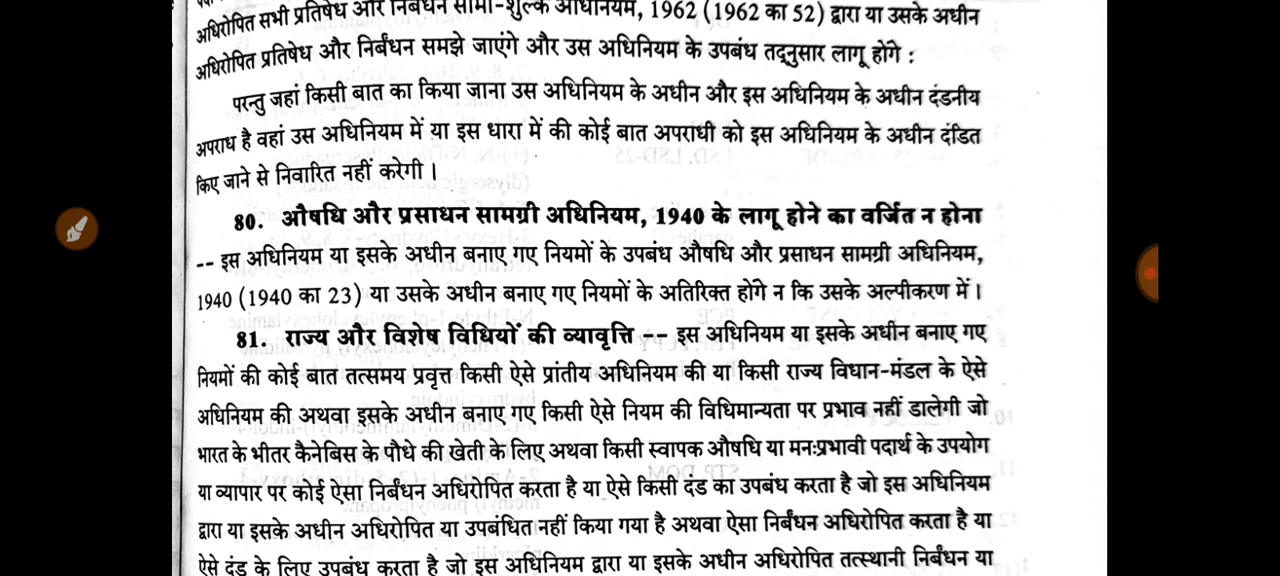 अधिरोपित सभी प्रतिषेध और निर्बंधन सीमा-शुल्क अधिनियम, 1962 (1962 का 52) द्वारा या उसके अधीन
अधिरोपित प्रतिषेध और निर्बंधन समझे जाएंगे और उस अधिनियम के उपबंध तद्नुसार लागू होंगे :
परन्तु जहां किसी बात का किया जाना उस अधिनियम के अधीन और इस अधिनियम के अधीन दंडनीय
अपराध है वहां उस अधिनियम में या इस धारा में की कोई बात अपराधी को इस अधिनियम के अधीन दंडित
किए जाने से निवारित नहीं करेगी ।
80. औषधि और प्रसाधन सामग्री अधिनियम, 1940 के लागू होने का वर्जित न होना
-- इस अधिनियम या इसके अधीन बनाए गए नियमों के उपबंध औषधि और प्रसाधन सामग्री अधिनियम,
1940 (1940 का 23) या उसके अधीन बनाए गए नियमों के अतिरिक्त होंगे न कि उसके अल्पीकरण में ।
81. राज्य और विशेष विधियों की व्यावृत्ति -- इस अधिनियम या इसके अधीन बनाए गए
नियमों की कोई बात तत्समय प्रवृत्त किसी ऐसे प्रांतीय अधिनियम की या किसी राज्य विधान-मंडल के ऐसे
अधिनियम की अथवा इसके अधीन बनाए गए किसी ऐसे नियम की विधिमान्यता पर प्रभाव नहीं डालेगी जो
भारत के भीतर कैनेबिस के पौधे की खेती के लिए अथवा किसी स्वापक औषधि या मनःप्रभावी पदार्थ के उपयोग
या व्यापार पर कोई ऐसा निर्बंधन अधिरोपित करता है या ऐसे किसी दंड का उपबंध करता है जो इस अधिनियम
द्वारा या इसके अधीन अधिरोपित या उपबंधित नहीं किया गया है अथवा ऐसा निर्बंधन अधिरोपित करता है या
ऐसे दंड के लिए उपबंध करता है जो इस अधिनियम द्वारा या इसके अधीन अधिरोपित तत्स्थानी निर्बंधन या